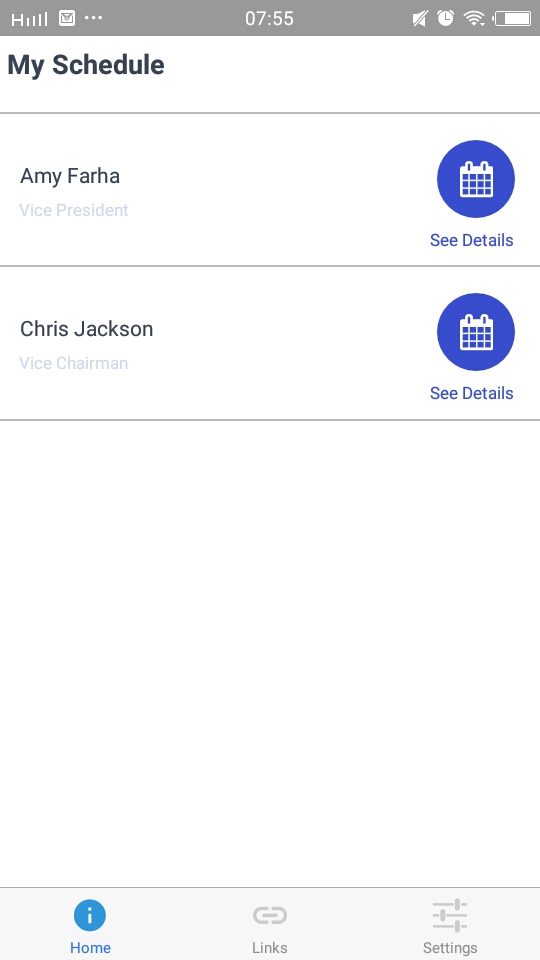 07:55
My Schedule
Amy Farha
Vice President
See Details
Chris Jackson
Vice Chairman
See Details
Home
Links
Settings